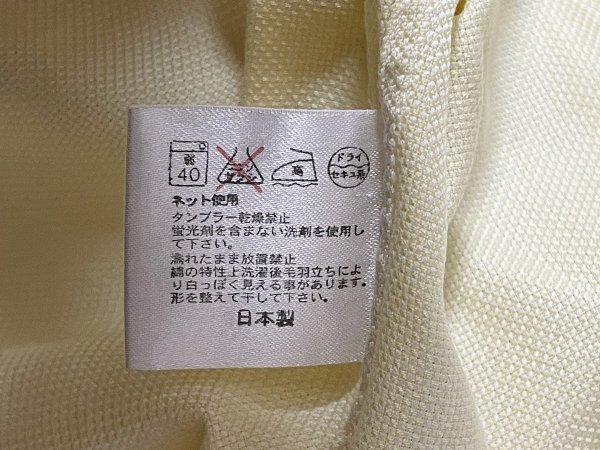 弱
40
高
ドライ
セキユ系
ネット使用
タンブラー乾燥禁止
蛍光剤を含まない洗剤を使用し
て下さい。
濡れたまま放置禁止
綿の特性上洗濯後毛羽立ちによ
り白っぽく見える事があります。
形を整えて干して下さい。
日本製